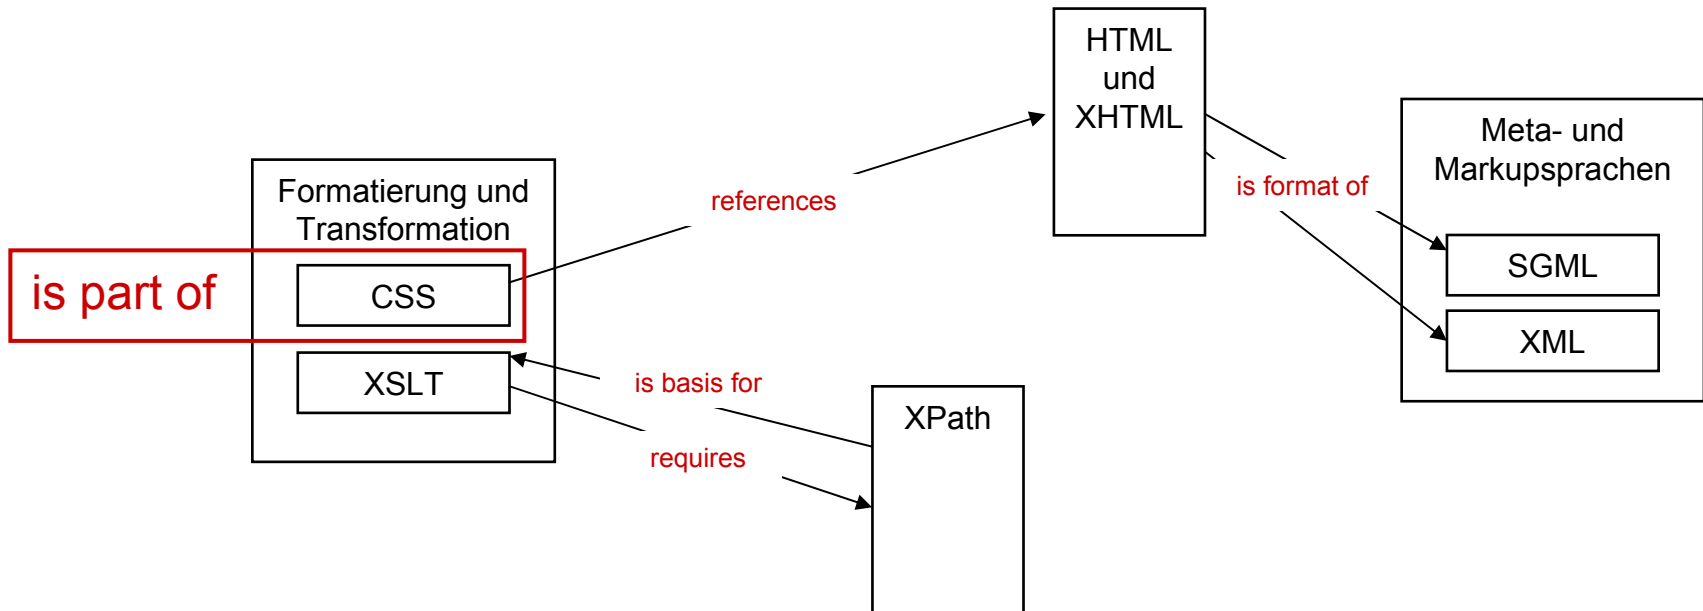 HTML
und
XHTML
Meta- und
Markupsprachen
is format of
Formatierung und
Transformation
references
SGML
is part of
CSS
XML
XSLT
is basis for
XPath
requires